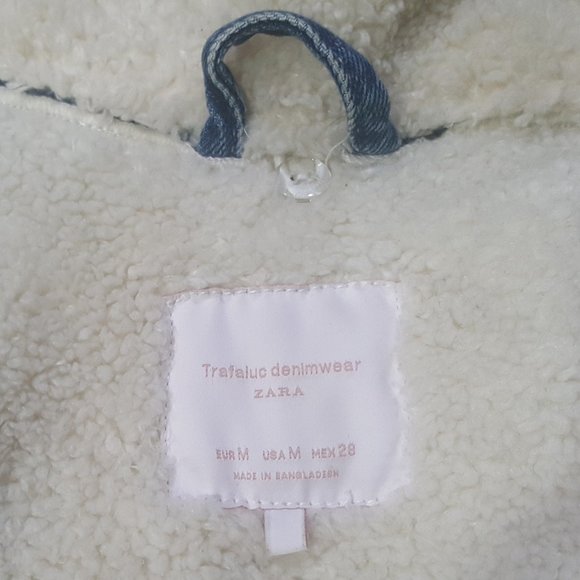 Trafaluc denimwear
ZARA
EUR M USA M MEX 28
MADE IN BANGLADESH